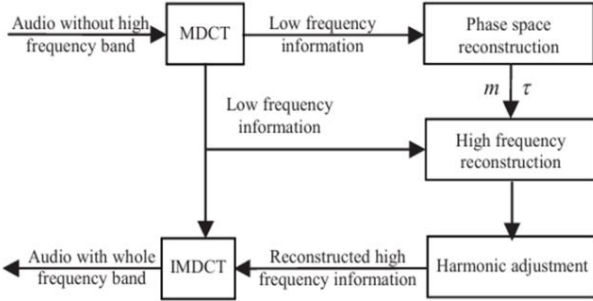 Audio without high
frequency band
MDCT
Low frequency
information
Phase space
reconstruction
m τ
Low frequency
information
High frequency
reconstruction
Audio with whole
frequency band
IMDCT
Reconstructed high
frequency information
Harmonic adjustment